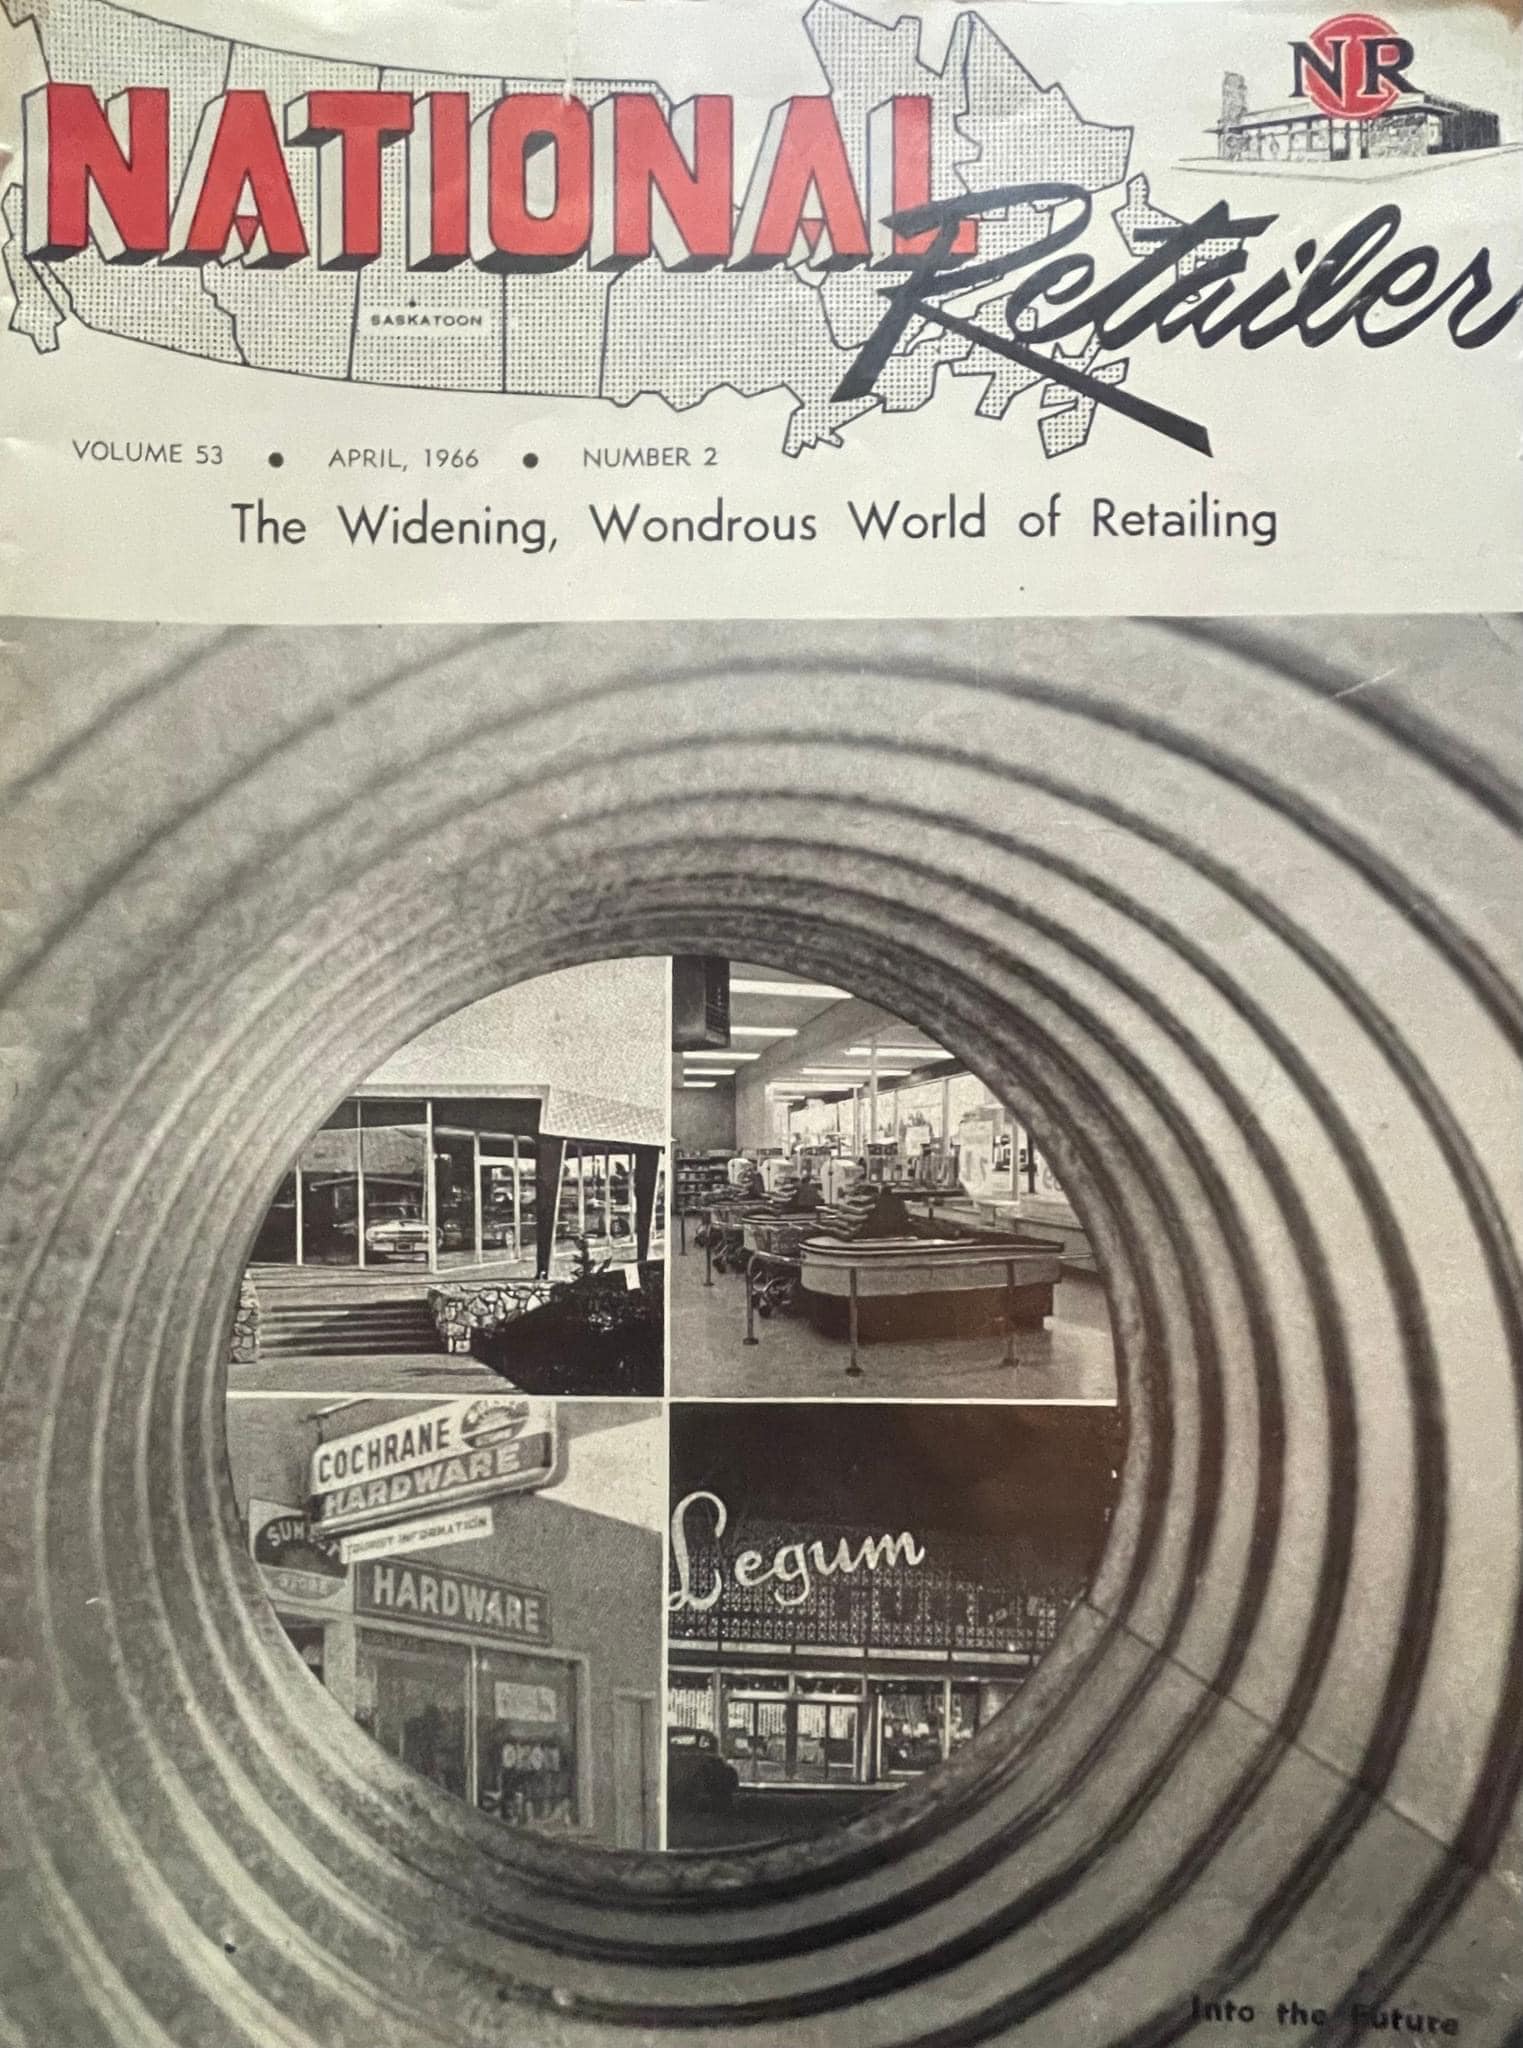 NATIONAL
Retailer
NR
SASKATOON
VOLUME 53 • APRIL, 1966 • NUMBER 2
The Widening, Wondrous World of Retailing
COCHRANE
HARDWARE
TOURIST INFORMATION
STORE
HARDWARE
Legum
Into the Future